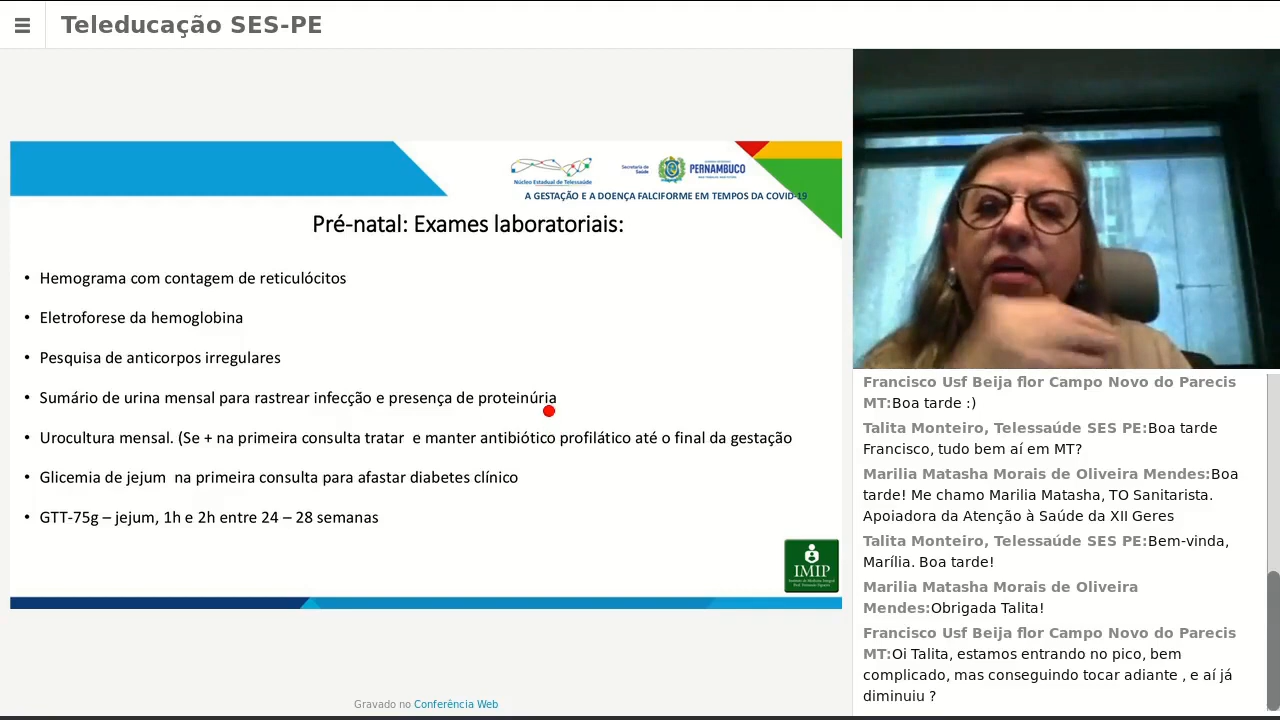 Teleducação SES-PE
Núcleo Estadual de Telessaúde
Secretaria de
Saúde
PERNAMBUCO
A GESTAÇÃO E A DOENÇA FALCIFORME EM TEMPOS DA COVID-19
Pré-natal: Exames laboratoriais:
• Hemograma com contagem de reticulócitos
• Eletroforese da hemoglobina
• Pesquisa de anticorpos irregulares
• Sumário de urina mensal para rastrear infecção e presença de proteinúria
• Urocultura mensal. (Se + na primeira consulta tratar  e manter antibiótico profilático até o final da gestação
• Glicemia de jejum  na primeira consulta para afastar diabetes clínico
• GTT-75g – jejum, 1h e 2h entre 24 – 28 semanas
IMIP
Gravado no Conferência Web
Francisco Usf Beija flor Campo Novo do Parecis
MT:Boa tarde :)
Talita Monteiro, Telessaúde SES PE:Boa tarde
Francisco, tudo bem aí em MT?
Marilia Matasha Morais de Oliveira Mendes:Boa
tarde! Me chamo Marilia Matasha, TO Sanitarista.
Apoiadora da Atenção à Saúde da XII Geres
Talita Monteiro, Telessaúde SES PE:Bem-vinda,
Marília. Boa tarde!
Marilia Matasha Morais de Oliveira
Mendes:Obrigada Talita!
Francisco Usf Beija flor Campo Novo do Parecis
MT:Oi Talita, estamos entrando no pico, bem
complicado, mas conseguindo tocar adiante , e aí já
diminuiu ?